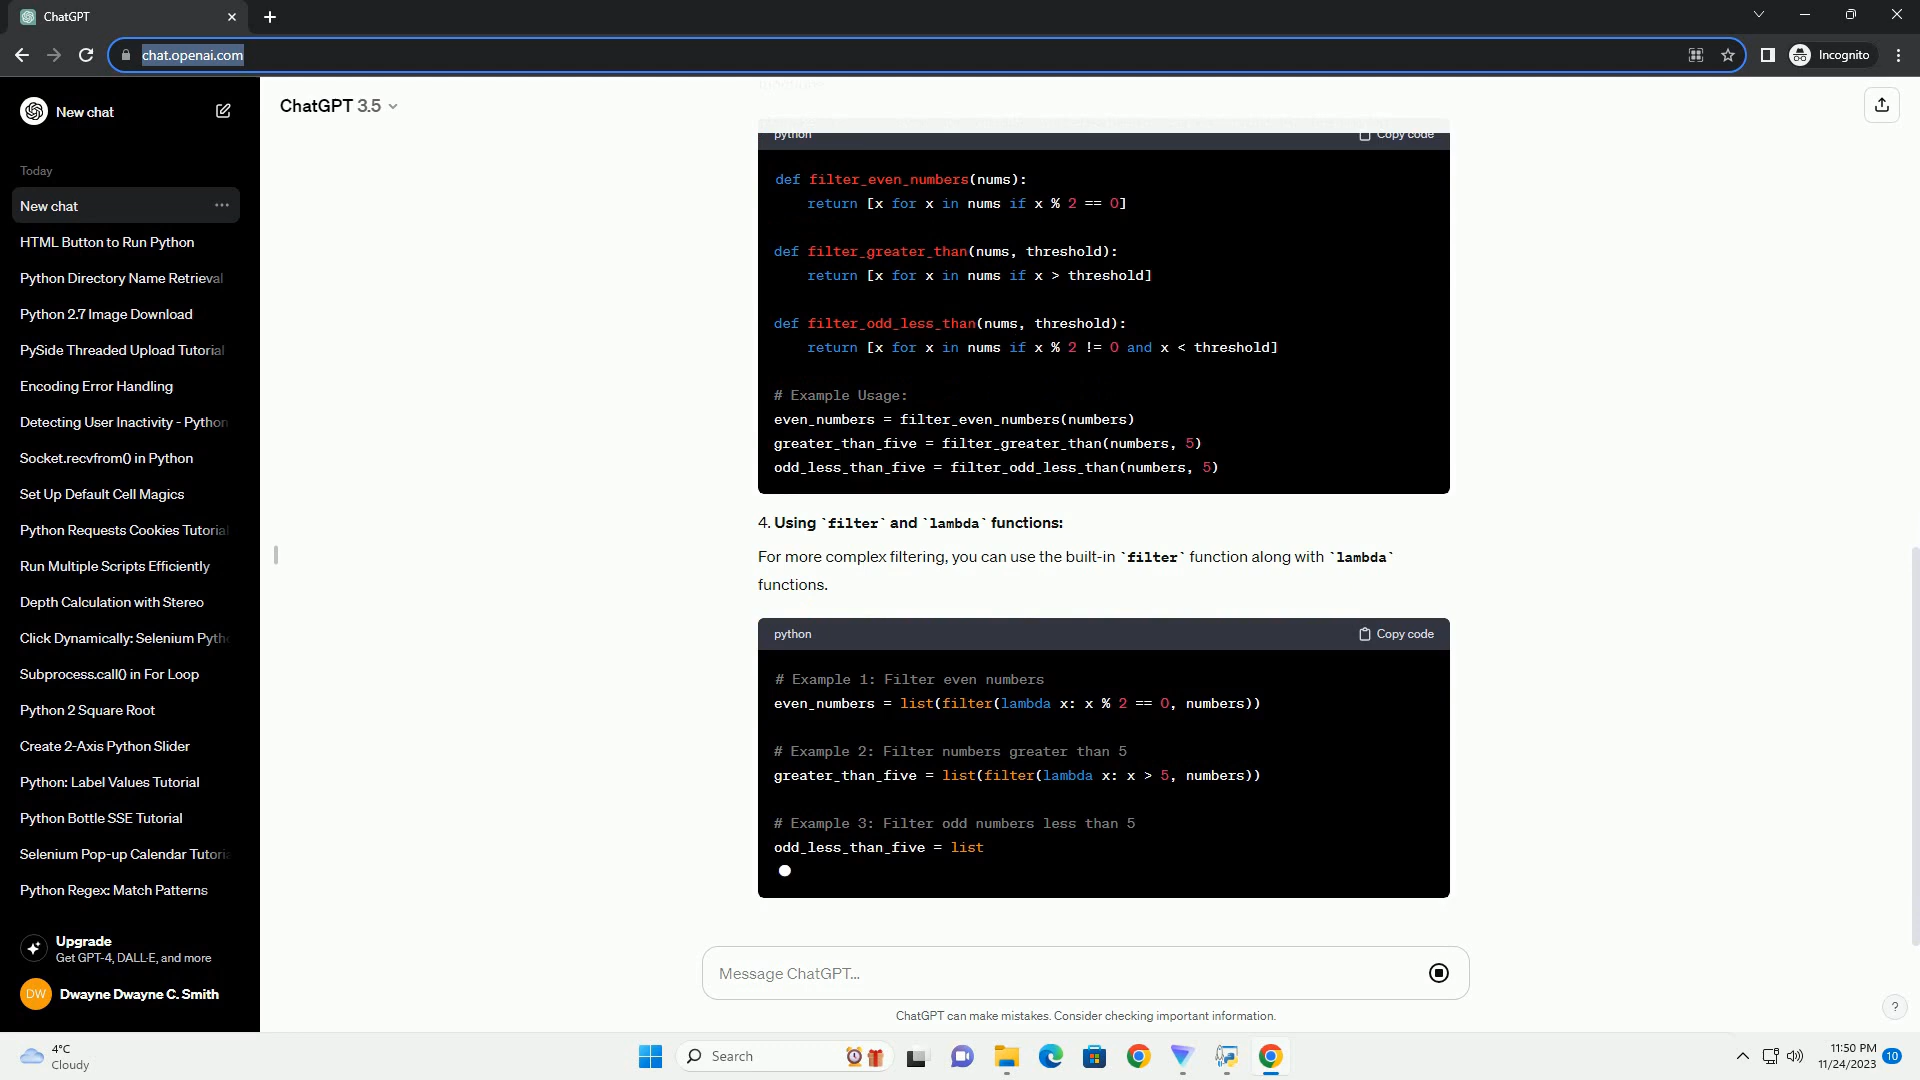 ChatGPT
chat.openai.com
Incognito
New chat
Today
New chat
HTML Button to Run Python
Python Directory Name Retrieval
Python 2.7 Image Download
PySide Threaded Upload Tutorial
Encoding Error Handling
Detecting User Inactivity - Python
Socket.recvfrom() in Python
Set Up Default Cell Magics
Python Requests Cookies Tutorial
Run Multiple Scripts Efficiently
Depth Calculation with Stereo
Click Dynamically: Selenium Pytho
Subprocess.call() in For Loop
Python 2 Square Root
Create 2-Axis Python Slider
Python: Label Values Tutorial
Python Bottle SSE Tutorial
Selenium Pop-up Calendar Tutoria
Python Regex: Match Patterns
Upgrade
Get GPT-4, DALL·E, and more
DW
Dwayne Dwayne C. Smith
ChatGPT 3.5
python
Copy code
def filter_even_numbers(nums):
    return [x for x in nums if x % 2 == 0]
def filter_greater_than(nums, threshold):
    return [x for x in nums if x > threshold]
def filter_odd_less_than(nums, threshold):
    return [x for x in nums if x % 2 != 0 and x < threshold]
# Example Usage:
even_numbers = filter_even_numbers(numbers)
greater_than_five = filter_greater_than(numbers, 5)
odd_less_than_five = filter_odd_less_than(numbers, 5)
4. Using `filter` and `lambda` functions:
For more complex filtering, you can use the built-in `filter` function along with `lambda`
functions.
python
Copy code
# Example 1: Filter even numbers
even_numbers = list(filter(lambda x: x % 2 == 0, numbers))
# Example 2: Filter numbers greater than 5
greater_than_five = list(filter(lambda x: x > 5, numbers))
# Example 3: Filter odd numbers less than 5
odd_less_than_five = list
Message ChatGPT…
ChatGPT can make mistakes. Consider checking important information.
?
4°C
Cloudy
Search
11:50 PM
11/24/2023
10